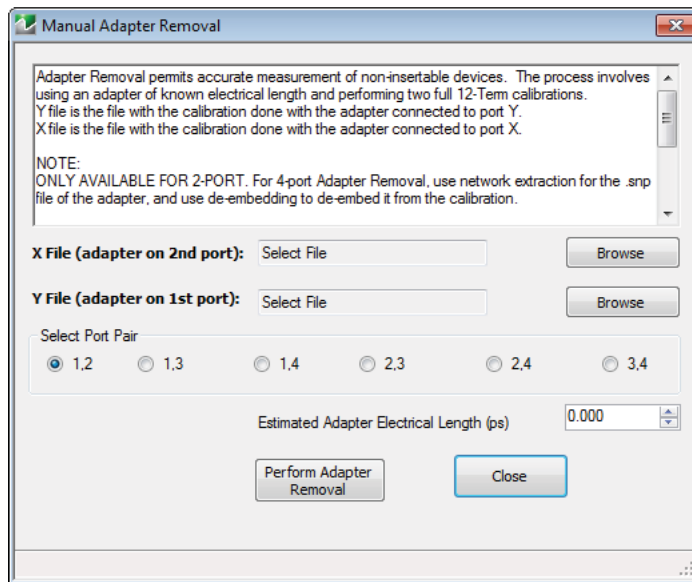 Manual Adapter Removal
Adapter Removal permits accurate measurement of non-insertable devices.  The process involves
using an adapter of known electrical length and performing two full 12-Term calibrations.
Y file is the file with the calibration done with the adapter connected to port Y.
X file is the file with the calibration done with the adapter connected to port X.
NOTE:
ONLY AVAILABLE FOR 2-PORT. For 4-port Adapter Removal, use network extraction for the .snp
file of the adapter, and use de-embedding to de-embed it from the calibration.
X File (adapter on 2nd port): Select File Browse
Y File (adapter on 1st port): Select File Browse
Select Port Pair
1,2 1,3 1,4 2,3 2,4 3,4
Estimated Adapter Electrical Length (ps) 0.000
Perform Adapter
Removal
Close